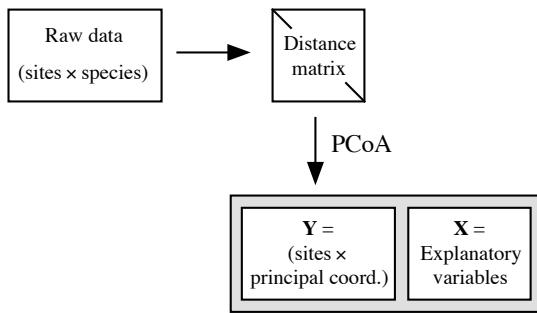 Raw data
(sites × species)
Distance
matrix
PCoA
Y =
(sites ×
principal coord.)
X =
Explanatory
variables